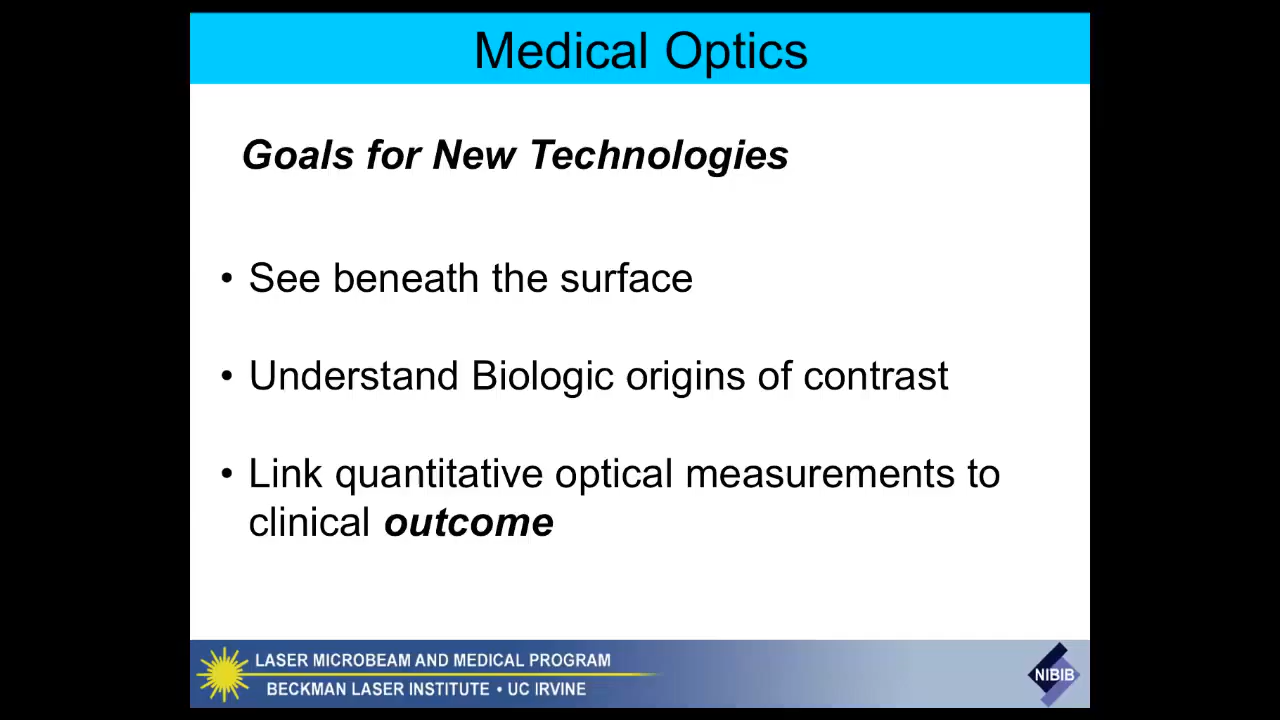 Medical Optics
Goals for New Technologies
• See beneath the surface
• Understand Biologic origins of contrast
• Link quantitative optical measurements to
clinical outcome
LASER MICROBEAM AND MEDICAL PROGRAM
BECKMAN LASER INSTITUTE • UC IRVINE
NIBIB